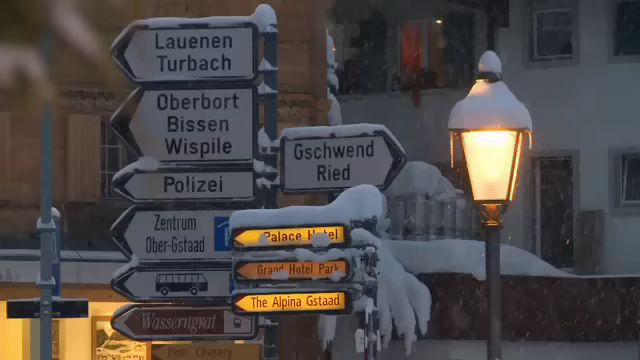 Lauenen
Turbach
Oberbort
Bissen
Wispile
Gschwend
Ried
Polizei
Zentrum
Ober-Gstaad
Palace Hotel
Grand Hotel Park
The Alpina Gstaad
Wasserngrat